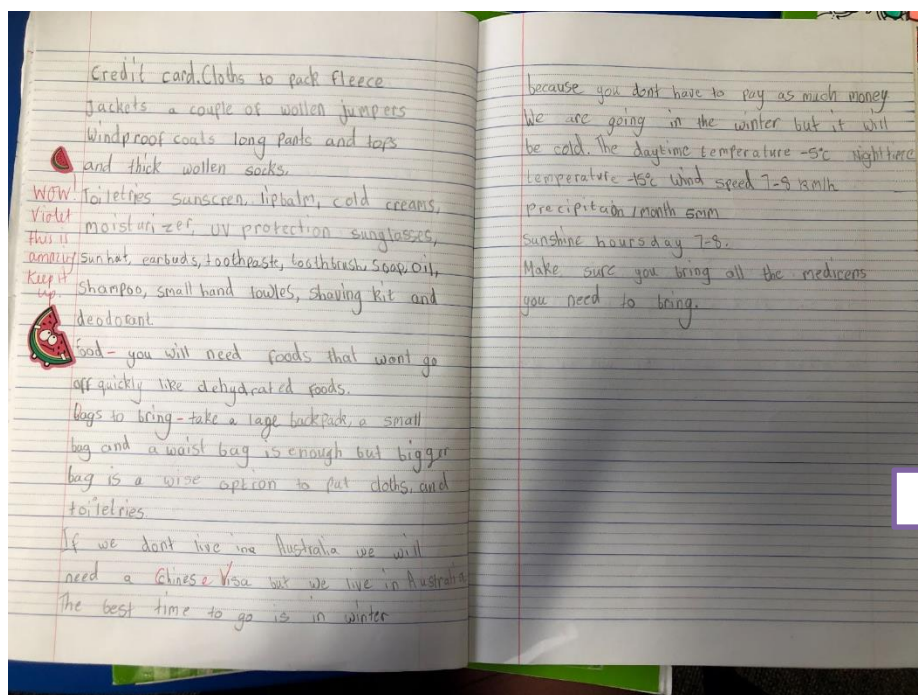 Credit card. Cloths to pack fleece
Jackets a couple of wollen jumpers
Windproof coats long pants and tops
and thick wollen socks.
Toiletries sunscren, lipbalm, cold creams,
moisturizer, UV protection sunglasses,
sunhat, earbuds, toothpaste, toothbrush, soap, oil,
Shampoo, small hand towles, shaving kit and
deodorant.
food - you will need foods that wont go
off quickly like dehydrated foods.
bags to bring - take a lage backpack, a small
bag and a waist bag is enough but bigger
bag is a wise option to put cloths, and
toiletries
If we dont live ina Australia we will
need a Chinese Visa but we live in Australia
The best time to go is in winter
WOW!
Violet
this is
amazing
Keep it
up.
because you dont have to pay as much money
We are going in the winter but it will
be cold. The daytime temperature -5°c Nighttime
temperature -15°c Wind speed 7-8 km/h
Precipitaion /month 5mm
sunshine hours day 7-8.
Make sure you bring all the medicens
you need to bring.